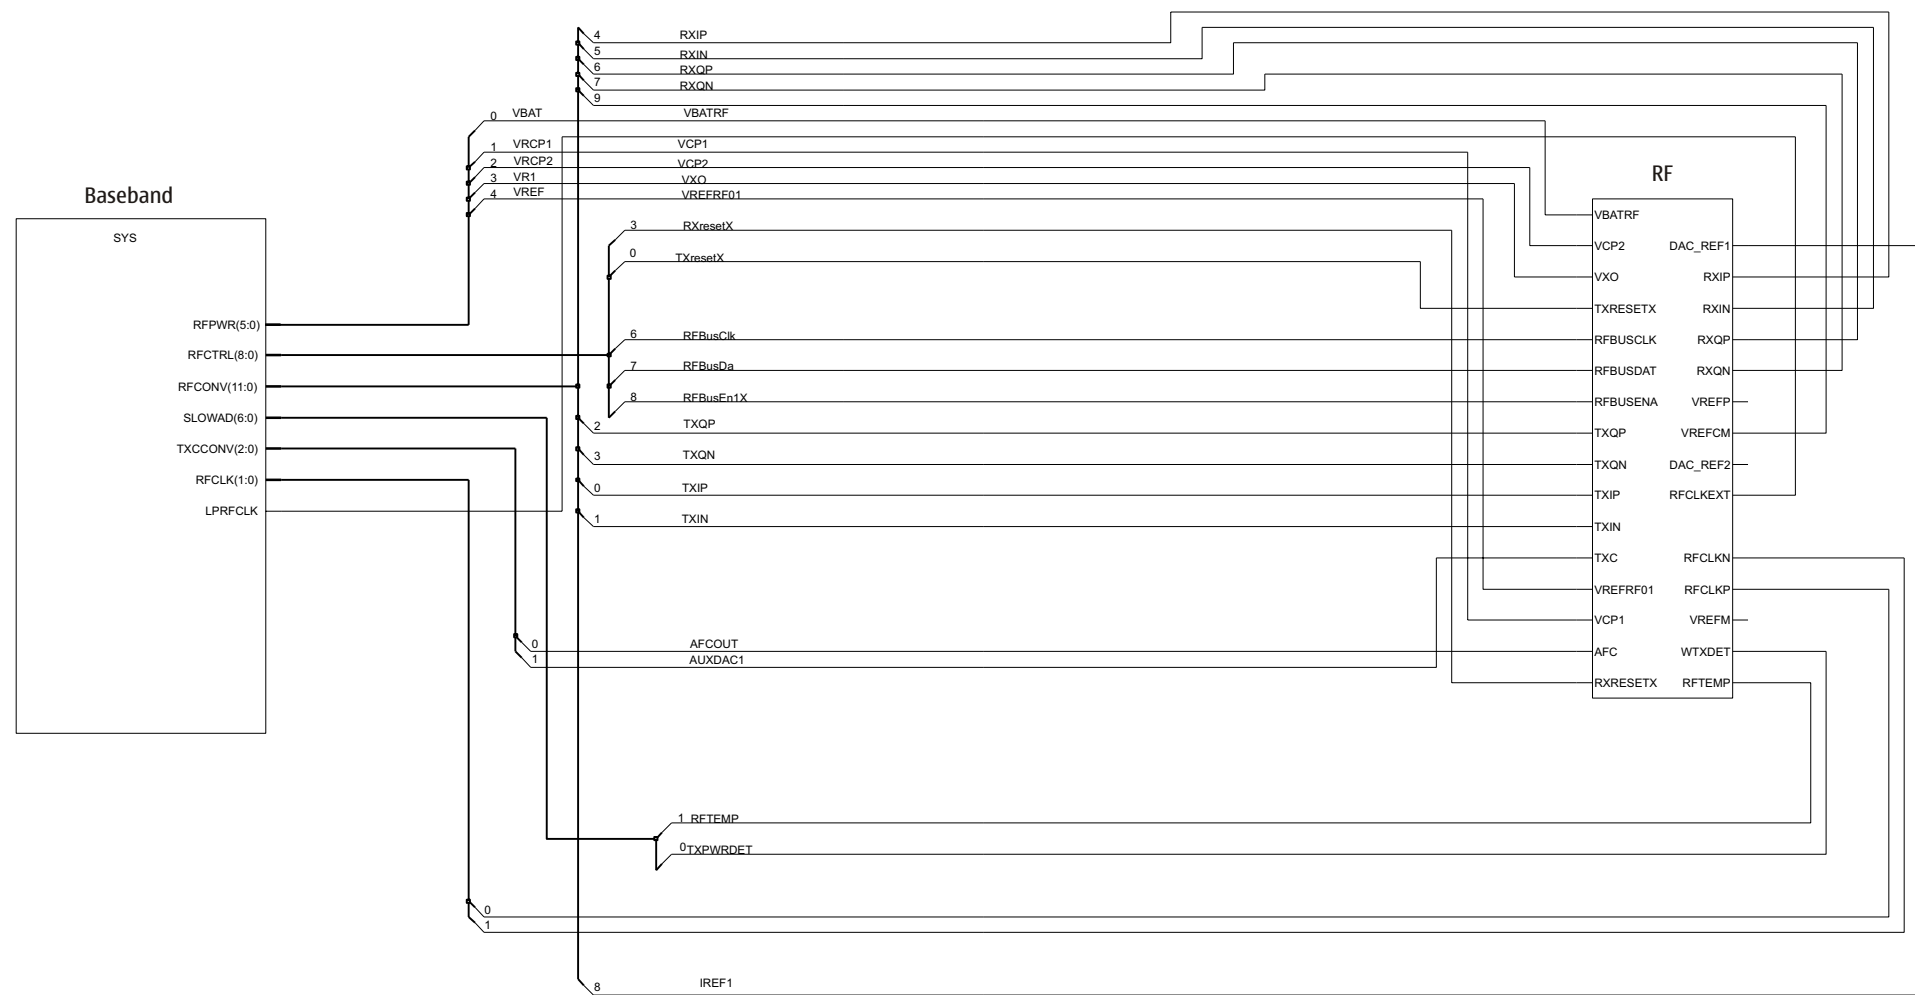 4 RXIP
5 RXIN
6 RXQP
7 RXQN
9
0 VBAT VBATRF
1 VRCP1 VCP1
2 VRCP2 VCP2
3 VR1 VXO
4 VREF VREFRF01
Baseband
SYS
RFPWR(5:0)
RFCTRL(8:0)
RFCONV(11:0)
SLOWAD(6:0)
TXCCONV(2:0)
RFCLK(1:0)
LPRFCLK
3 RXresetX
0 TXresetX
6 RFBusClk
7 RFBusDa
8 RFBusEn1X
2 TXQP
3 TXQN
0 TXIP
1 TXIN
0 AFCOUT
1 AUXDAC1
RF
VBATRF
VCP2 DAC_REF1
VXO RXIP
TXRESETX RXIN
RFBUSCLK RXQP
RFBUSDAT RXQN
RFBUSENA VREFP
TXQP VREFCM
TXQN DAC_REF2
TXIP RFCLKEXT
TXIN
TXC RFCLKN
VREFRF01 RFCLKP
VCP1 VREFM
AFC WTXDET
RXRESETX RFTEMP
1 RFTEMP
0 TXPWRDET
0
1
8 IREF1